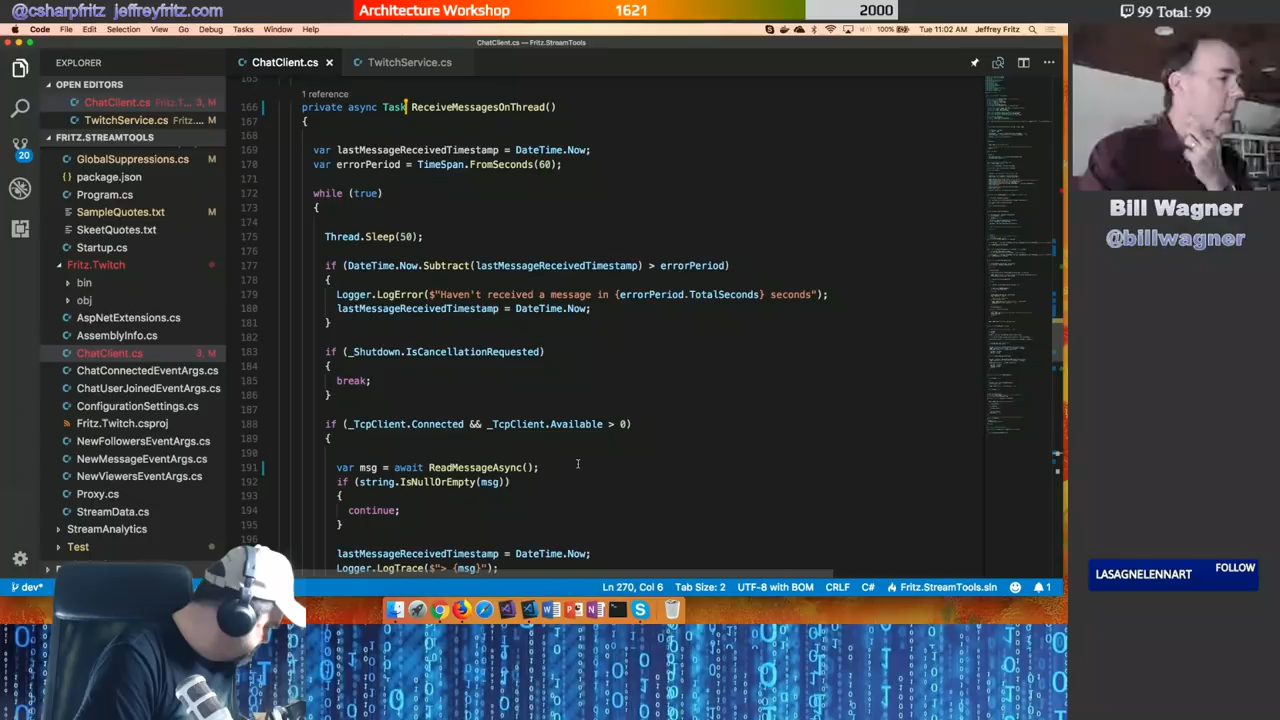 @csharpfritz jeffreyfritz.com
Architecture Workshop
1621
2000
99 Total: 99
Code File Edit Selection View Go Debug Tasks Window Help
100% Tue 11:02 AM Jeffrey Fritz
ChatClient.cs — Fritz.StreamTools
EXPLORER
ChatClient.cs
TwitchService.cs
OPEN EDITORS
ChatClient.cs Fritz.T... 3, M
TwitchService.cs Fritz.... M
FRITZ.STREAMTOOLS
GlobalSuppressions.cs M
package.json
Program.cs
SampleQuotes.txt M
SkeetQuotes.txt
Startup.cs
Fritz.Twitch
bin
obj
AspNetExtensions.cs
AssemblyInfo.cs
ChatClient.cs 3, M
ChatConnectedEventArgs.cs
ChatUserJoinedEventArgs.cs
ConfigurationSettings.cs
Fritz.Twitch.csproj
NewFollowersEventArgs.cs
NewMessageEventArgs.cs
NewViewersEventArgs.cs
Proxy.cs
StreamData.cs
StreamAnalytics
Test
20
165
1 reference
166 private async Task ReceiveMessagesOnThread()
167 {
168
169 lastMessageReceivedTimestamp = DateTime.Now;
170 var errorPeriod = TimeSpan.FromSeconds(60);
171
172 while (true)
173 {
174
175 Thread.Sleep(50);
176
177 if (DateTime.Now.Subtract(lastMessageReceivedTimestamp) > errorPeriod)
178 {
179 Logger.LogError($"Haven't received a message in {errorPeriod.TotalSeconds} seconds");
180 lastMessageReceivedTimestamp = DateTime.Now;
181 }
182
183 if (_Shutdown.IsCancellationRequested)
184 {
185 break;
186 }
187
188 if (_TcpClient.Connected && _TcpClient.Available > 0)
189 {
190
191 var msg = await ReadMessageAsync();
192 if (string.IsNullOrEmpty(msg))
193 {
194 continue;
195 }
196
lastMessageReceivedTimestamp = DateTime.Now;
Logger.LogTrace($"> {msg}");
dev*
Ln 270, Col 6 Tab Size: 2 UTF-8 with BOM CRLF C# Fritz.StreamTools.sln 1
Bill Wagner
@billwagner
LASAGNELENNART FOLLOW